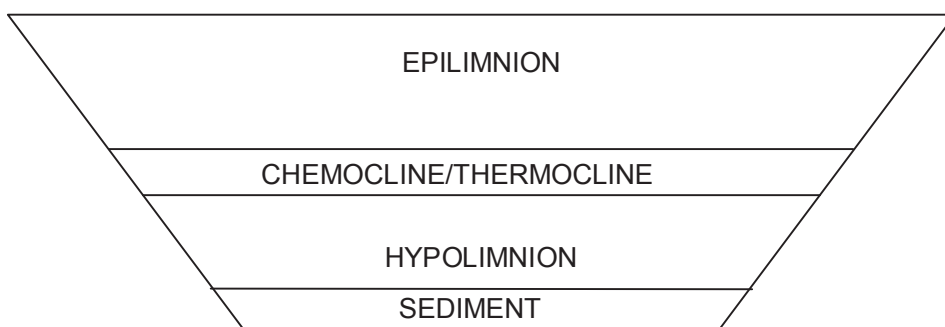 EPILIMNION
CHEMOCLINE/THERMOCLINE
HYPOLIMNION
SEDIMENT